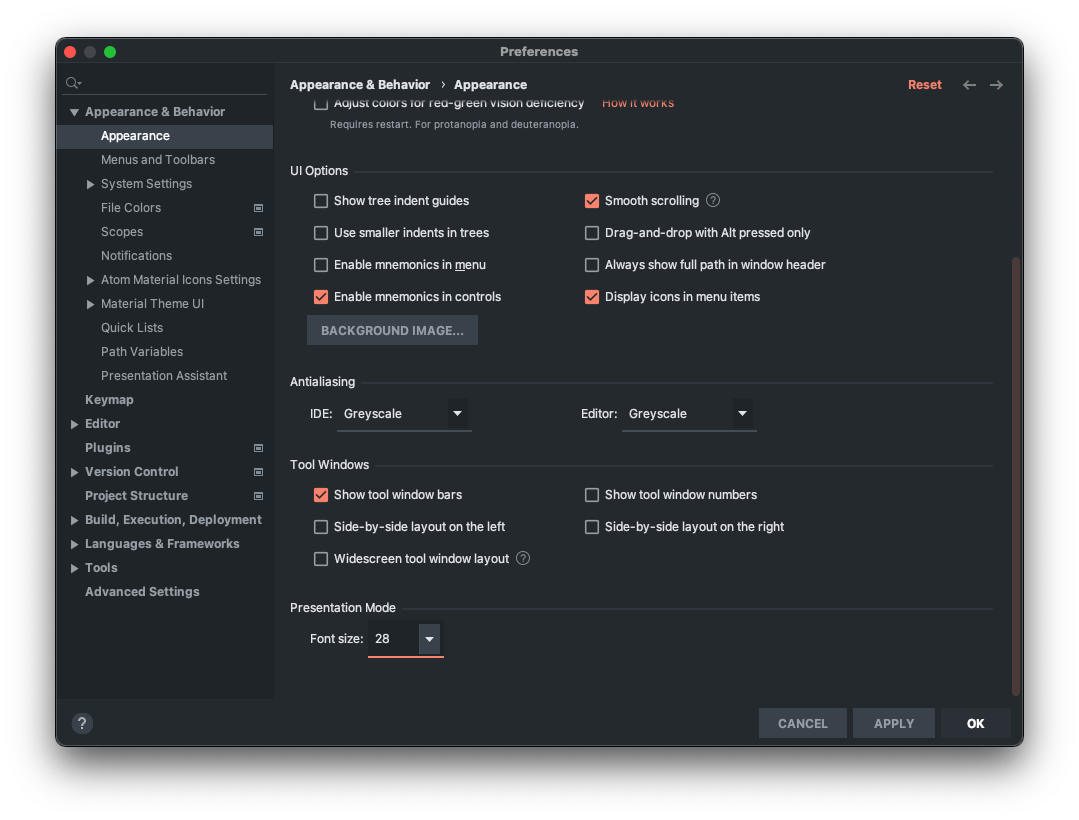 Preferences
Appearance & Behavior
Appearance
Menus and Toolbars
System Settings
File Colors
Scopes
Notifications
Atom Material Icons Settings
Material Theme UI
Quick Lists
Path Variables
Presentation Assistant
Keymap
Editor
Plugins
Version Control
Project Structure
Build, Execution, Deployment
Languages & Frameworks
Tools
Advanced Settings
Appearance & Behavior › Appearance
Reset
Adjust colors for red-green vision deficiency How it works
Requires restart. For protanopia and deuteranopia.
UI Options
Show tree indent guides
Smooth scrolling ?
Use smaller indents in trees
Drag-and-drop with Alt pressed only
Enable mnemonics in menu
Always show full path in window header
Enable mnemonics in controls
Display icons in menu items
BACKGROUND IMAGE...
Antialiasing
IDE: Greyscale
Editor: Greyscale
Tool Windows
Show tool window bars
Show tool window numbers
Side-by-side layout on the left
Side-by-side layout on the right
Widescreen tool window layout ?
Presentation Mode
Font size: 28
?
CANCEL
APPLY
OK